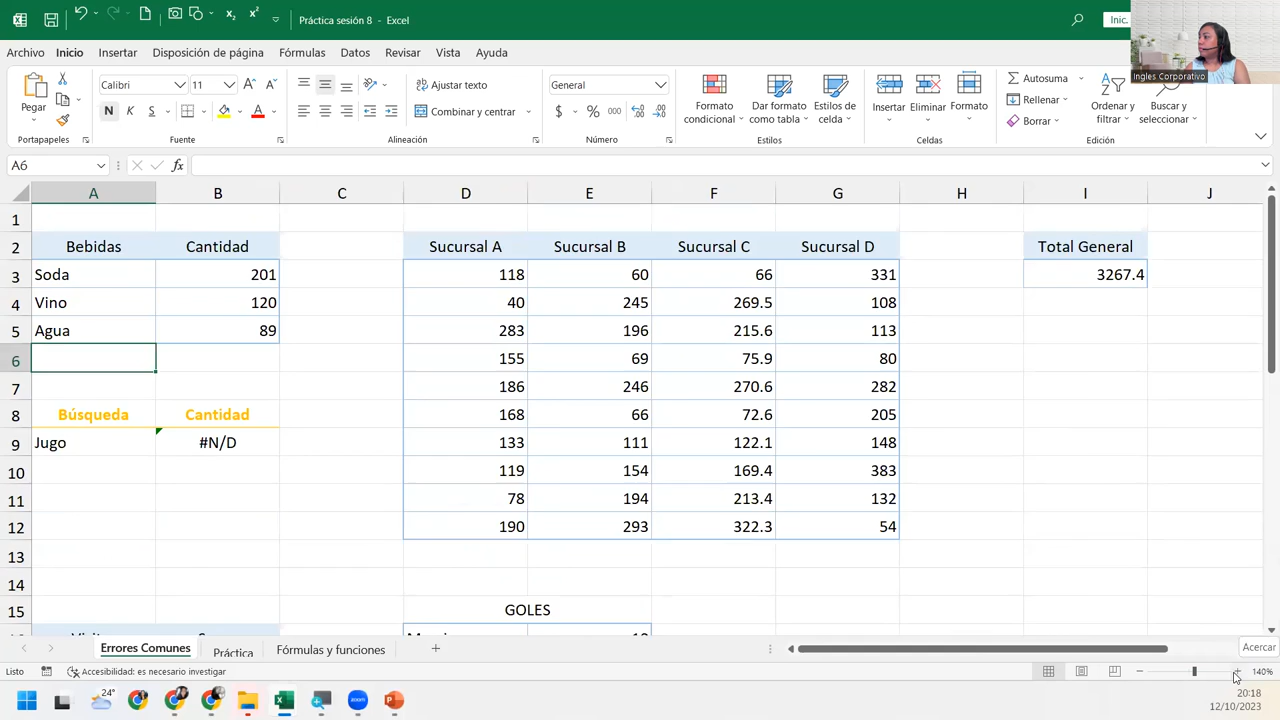 Práctica sesión 8 - Excel
Inic.
Archivo Inicio Insertar Disposición de página Fórmulas Datos Revisar Vista Ayuda
Ingles Corporativo
Pegar
Calibri 11
N K S
Ajustar texto
Combinar y centrar
General
$ % 000
Formato condicional
Dar formato como tabla
Estilos de celda
Insertar
Eliminar
Formato
Autosuma
Rellenar
Borrar
Ordenar y filtrar
Buscar y seleccionar
Portapapeles Fuente Alineación Número Estilos Celdas Edición
A6 fx
A B C D E F G H I J
1
2 Bebidas Cantidad Sucursal A Sucursal B Sucursal C Sucursal D Total General
3 Soda 201 118 60 66 331 3267.4
4 Vino 120 40 245 269.5 108
5 Agua 89 283 196 215.6 113
6 155 69 75.9 80
7 186 246 270.6 282
8 Búsqueda Cantidad 168 66 72.6 205
9 Jugo #N/D 133 111 122.1 148
10 119 154 169.4 383
11 78 194 213.4 132
12 190 293 322.3 54
13
14
15 GOLES
Errores Comunes Práctica Fórmulas y funciones
Acercar
Listo Accesibilidad: es necesario investigar 140%
24°
zoom
20:18
12/10/2023